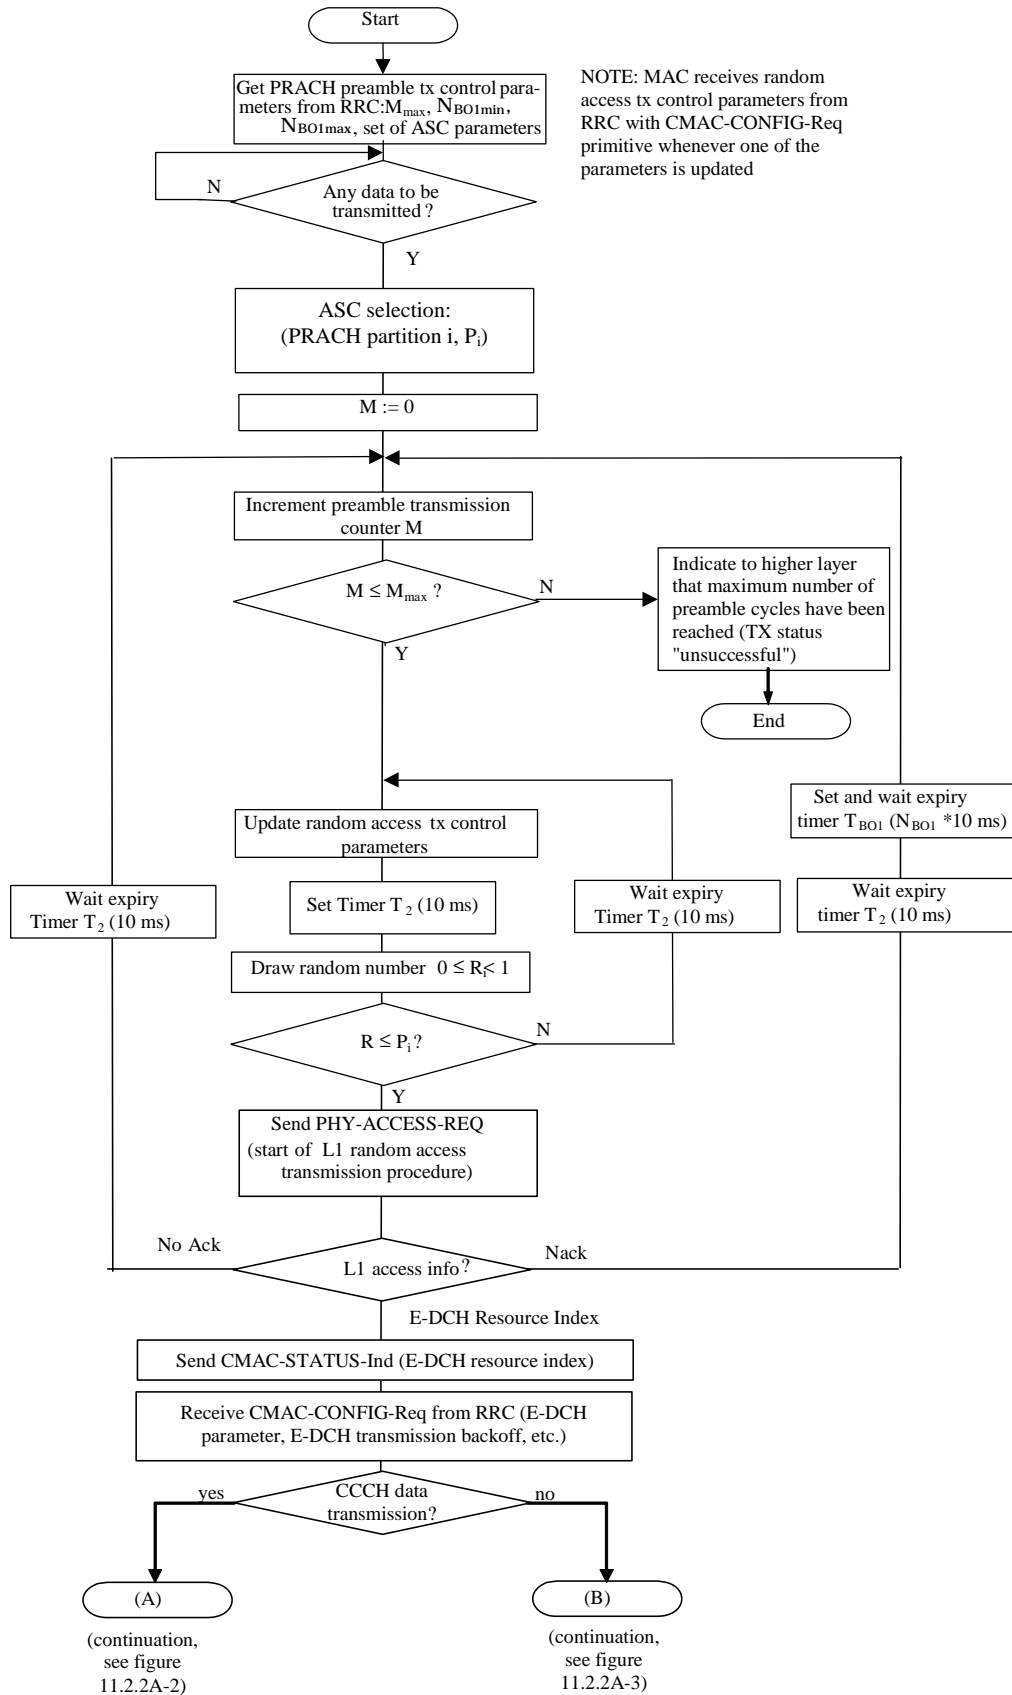 Start
Get PRACH preamble tx control para-
meters from RRC:Mmax, NBO1min,
NBO1max, set of ASC parameters
NOTE: MAC receives random
access tx control parameters from
RRC with CMAC-CONFIG-Req
primitive whenever one of the
parameters is updated
N
Any data to be
transmitted ?
Y
ASC selection:
(PRACH partition i, Pi)
M := 0
Increment preamble transmission
counter M
M ≤ Mmax ?
N
Y
Indicate to higher layer
that maximum number of
preamble cycles have been
reached (TX status
"unsuccessful")
End
Set and wait expiry
timer TBO1 (NBO1 *10 ms)
Update random access tx control
parameters
Wait expiry
Timer T2 (10 ms)
Set Timer T2 (10 ms)
Wait expiry
Timer T2 (10 ms)
Wait expiry
timer T2 (10 ms)
Draw random number 0 ≤ Ri< 1
R ≤ Pi?
N
Y
Send PHY-ACCESS-REQ
(start of L1 random access
transmission procedure)
No Ack
L1 access info?
Nack
E-DCH Resource Index
Send CMAC-STATUS-Ind (E-DCH resource index)
Receive CMAC-CONFIG-Req from RRC (E-DCH
parameter, E-DCH transmission backoff, etc.)
yes
CCCH data
transmission?
no
(A)
(B)
(continuation,
see figure
11.2.2A-2)
(continuation,
see figure
11.2.2A-3)